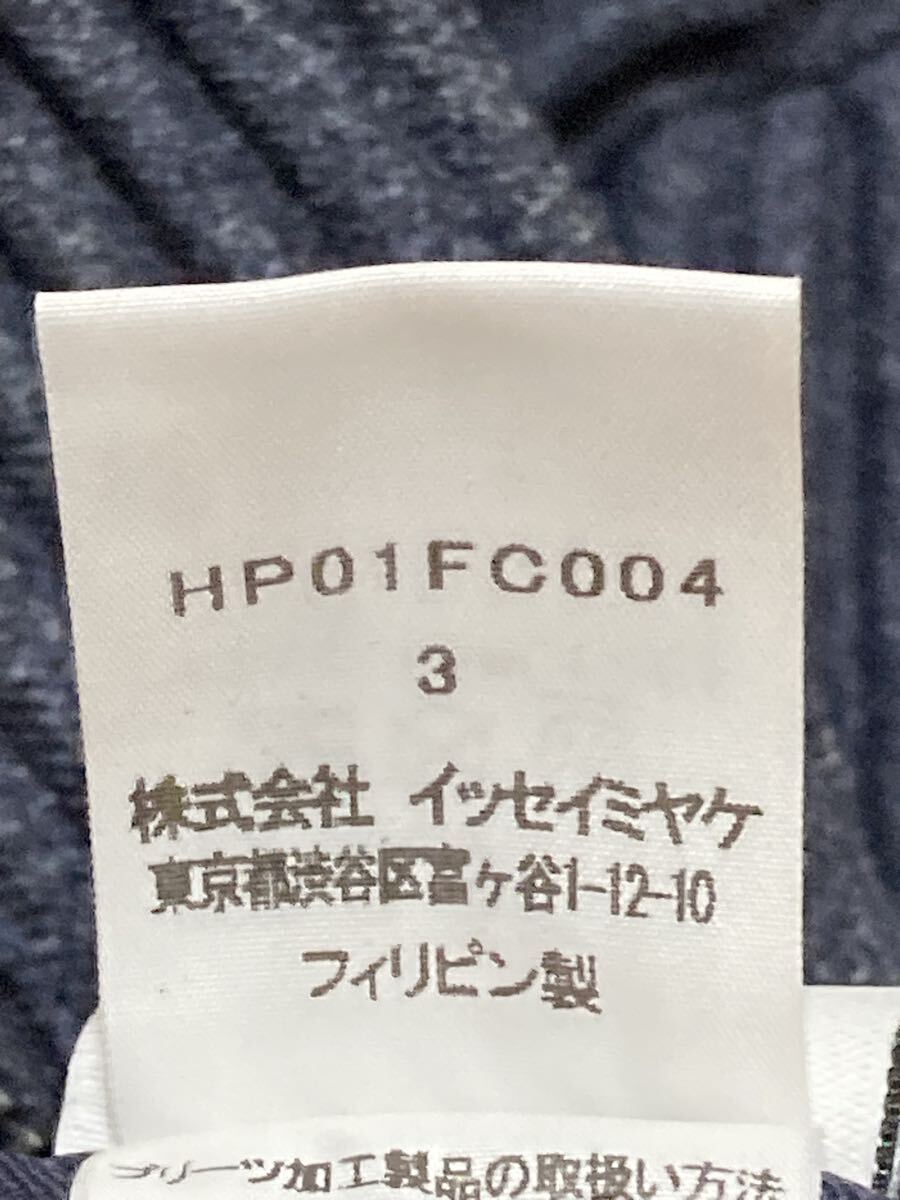 HP01FC004
3
株式会社 イッセイミヤケ
東京都渋谷区富ヶ谷1-12-10
フィリピン製
プリーツ加工製品の取扱い方法